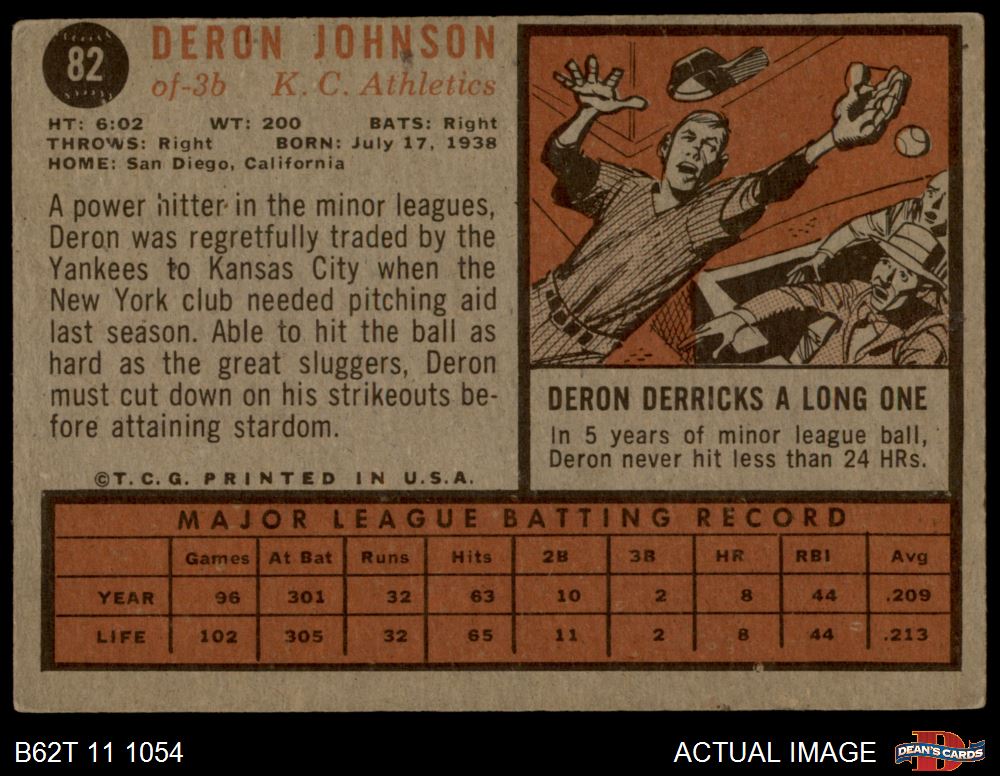 82
DERON JOHNSON
of-3b K. C. Athletics
HT: 6:02 WT: 200 BATS: Right
THROWS: Right BORN: July 17, 1938
HOME: San Diego, California
A power hitter in the minor leagues,
Deron was regretfully traded by the
Yankees to Kansas City when the
New York club needed pitching aid
last season. Able to hit the ball as
hard as the great sluggers, Deron
must cut down on his strikeouts be-
fore attaining stardom.
©T.C.G. PRINTED IN U.S.A.
DERON DERRICKS A LONG ONE
In 5 years of minor league ball,
Deron never hit less than 24 HRs.
MAJOR LEAGUE BATTING RECORD
Games At Bat Runs Hits 2B 3B HR RBI Avg
YEAR 96 301 32 63 10 2 8 44 .209
LIFE 102 305 32 65 11 2 8 44 .213
B62T 11 1054 ACTUAL IMAGE
DEAN'S CARDS